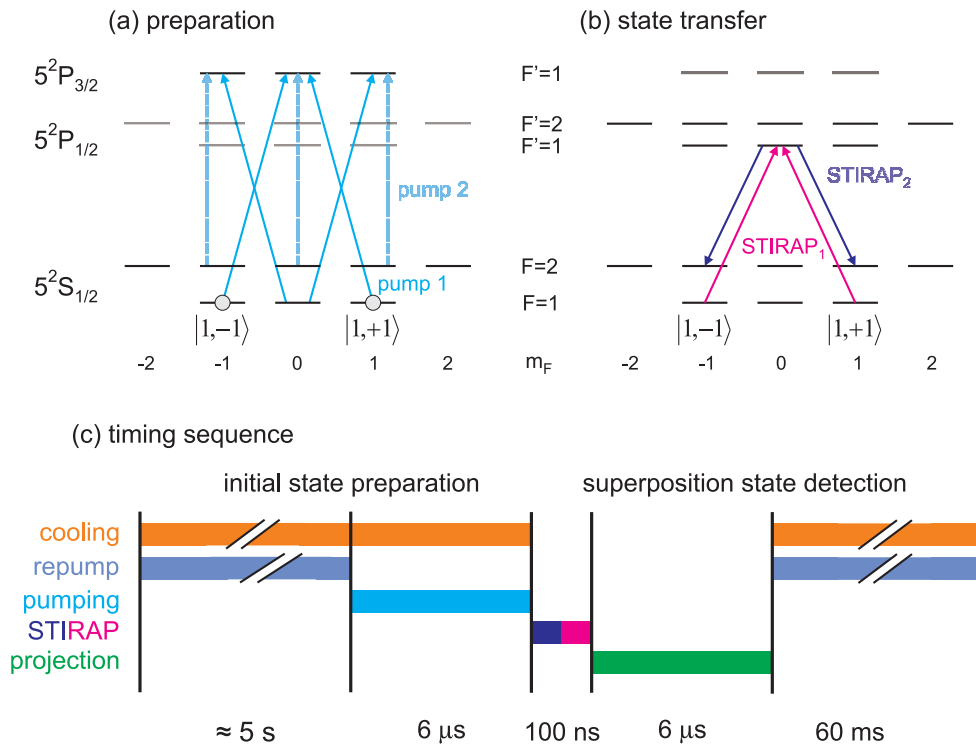 (a) preparation
5²P₃/₂
5²P₁/₂
pump 2
5²S₁/₂
pump 1
|1,−1⟩ |1,+1⟩
-2 -1 0 1 2
(b) state transfer
F'=1
F'=2
F'=1
STIRAP₂
STIRAP₁
F=2
F=1
|1,−1⟩ |1,+1⟩
m_F -2 -1 0 1 2
(c) timing sequence
initial state preparation superposition state detection
cooling
repump
pumping
STIRAP
projection
≈ 5 s 6 μs 100 ns 6 μs 60 ms